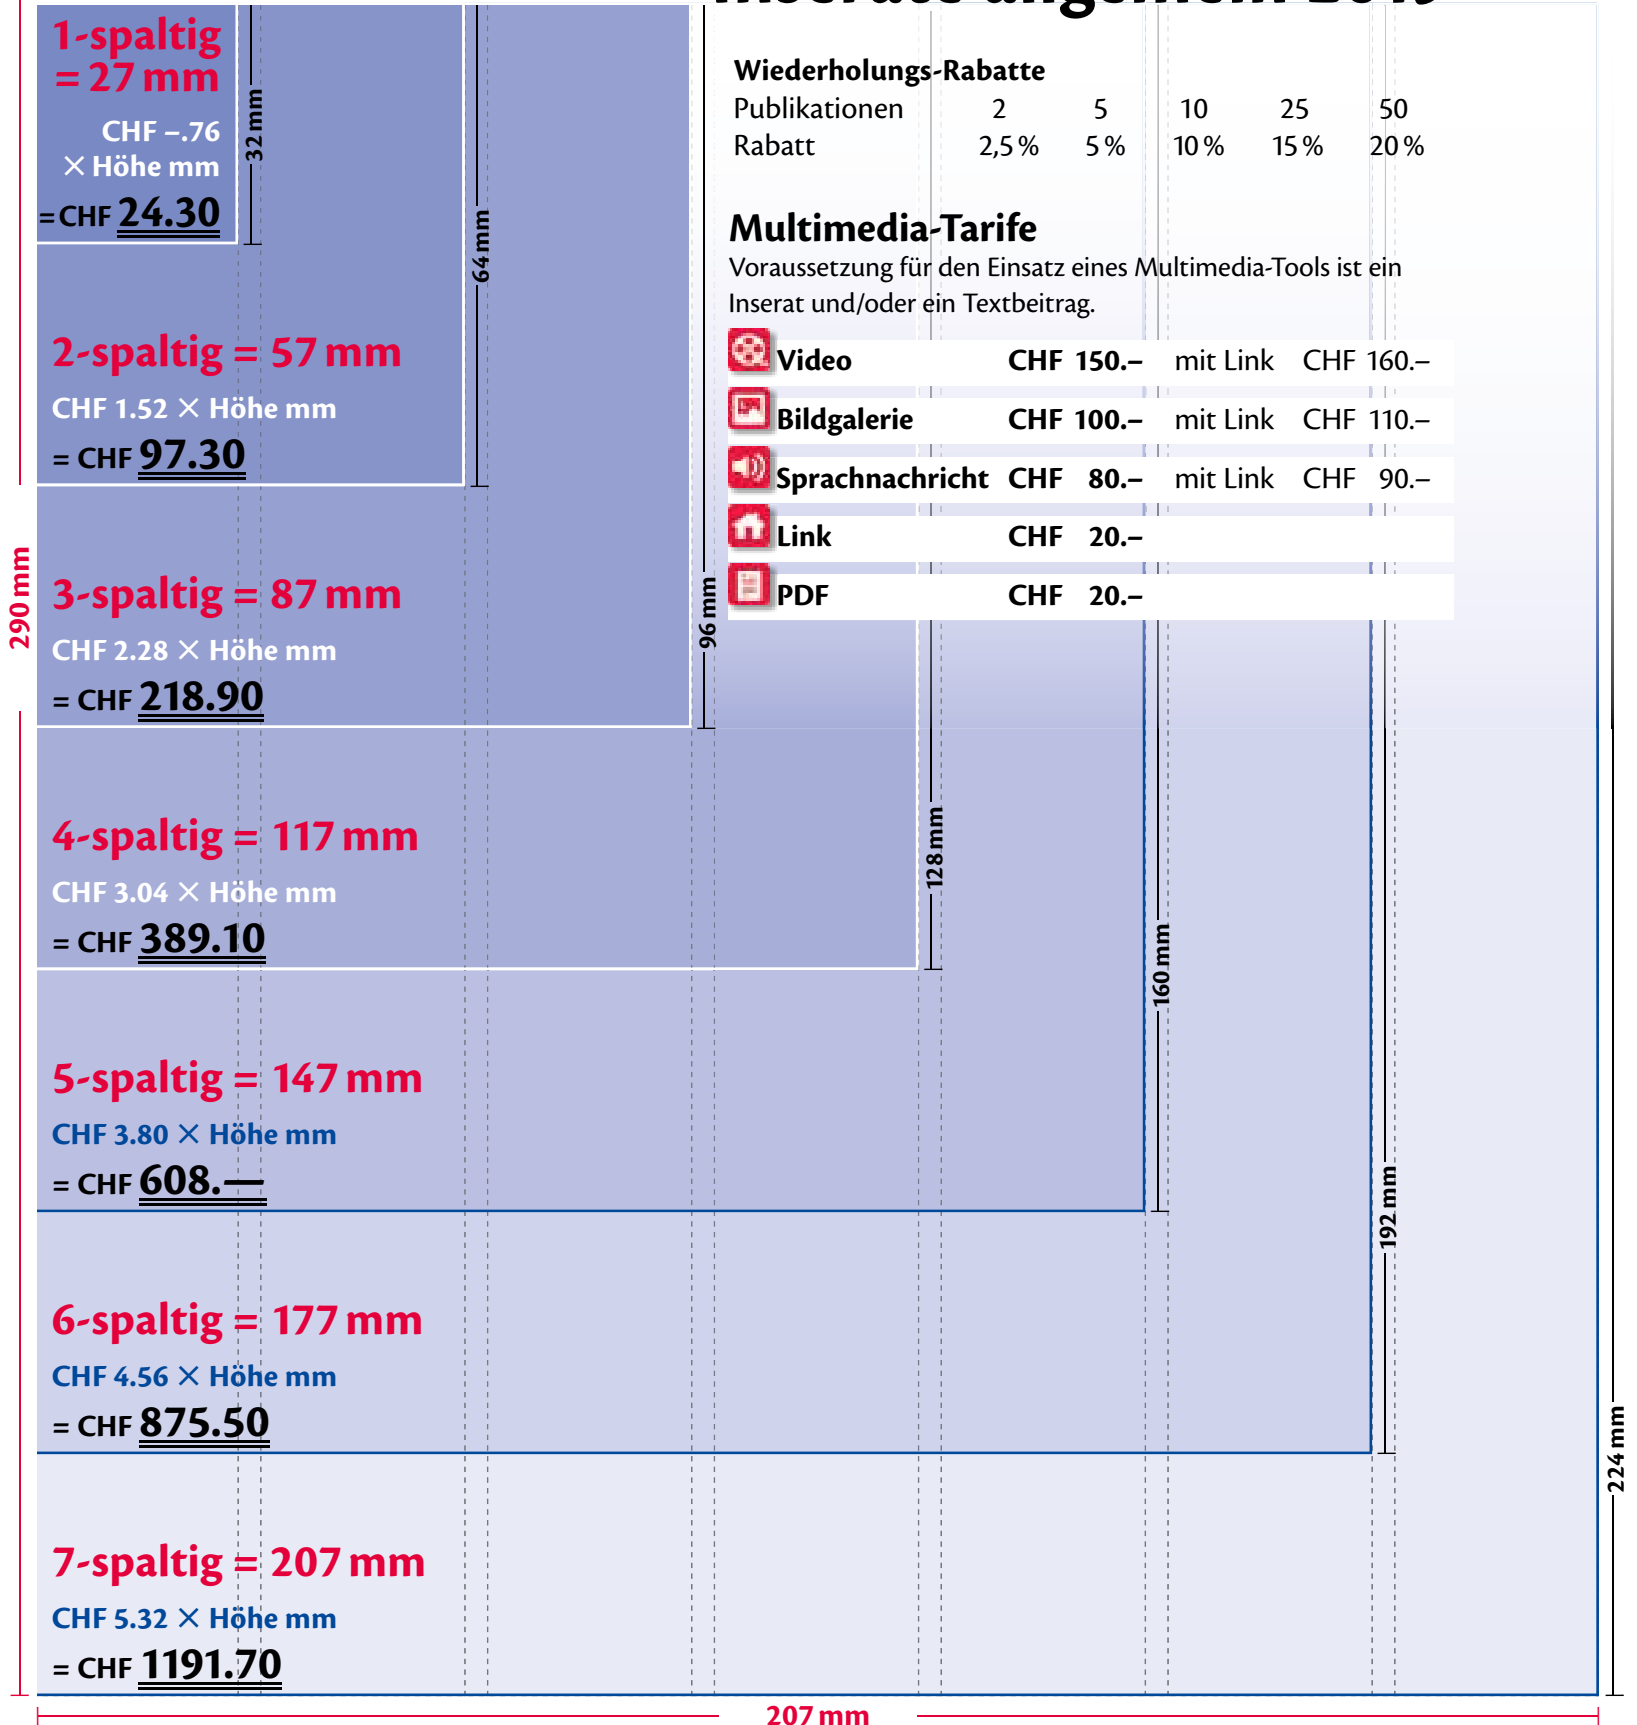 1-spaltig
= 27 mm
CHF –.76
× Höhe mm
= CHF 24.30
32 mm
2-spaltig = 57 mm
CHF 1.52 × Höhe mm
= CHF 97.30
64 mm
3-spaltig = 87 mm
CHF 2.28 × Höhe mm
= CHF 218.90
96 mm
290 mm
Wiederholungs-Rabatte
Publikationen 2 5 10 25 50
Rabatt 2,5 % 5 % 10 % 15 % 20 %
Multimedia-Tarife
Voraussetzung für den Einsatz eines Multimedia-Tools ist ein
Inserat und/oder ein Textbeitrag.
Video CHF 150.– mit Link CHF 160.–
Bildgalerie CHF 100.– mit Link CHF 110.–
Sprachnachricht CHF 80.– mit Link CHF 90.–
Link CHF 20.–
PDF CHF 20.–
4-spaltig = 117 mm
CHF 3.04 × Höhe mm
= CHF 389.10
128 mm
5-spaltig = 147 mm
CHF 3.80 × Höhe mm
= CHF 608.—
160 mm
6-spaltig = 177 mm
CHF 4.56 × Höhe mm
= CHF 875.50
192 mm
7-spaltig = 207 mm
CHF 5.32 × Höhe mm
= CHF 1191.70
224 mm
207 mm